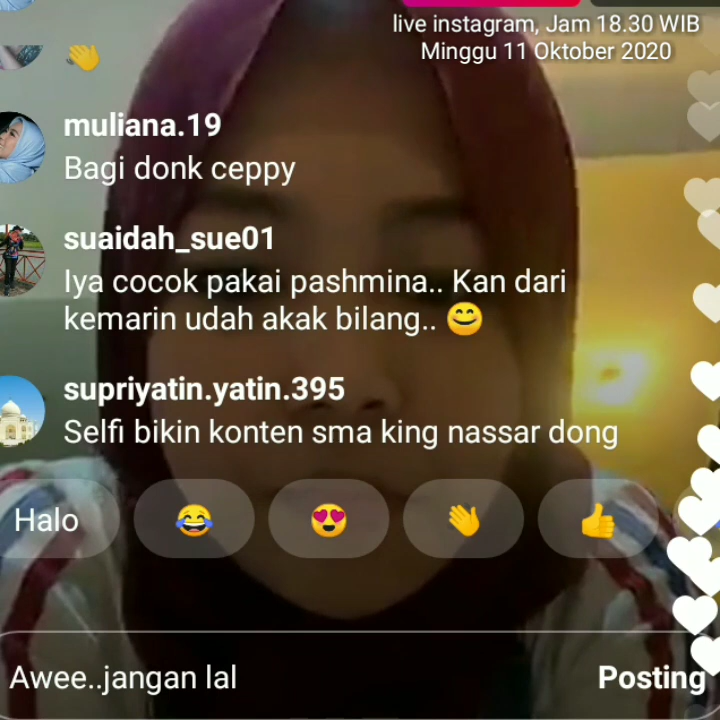 live instagram, Jam 18.30 WIB
Minggu 11 Oktober 2020
👋
muliana.19
Bagi donk ceppy
suaidah_sue01
Iya cocok pakai pashmina.. Kan dari
kemarin udah akak bilang.. 😄
supriyatin.yatin.395
Selfi bikin konten sma king nassar dong
Halo 😂 😍 👋 👍
Awee..jangan lal
Posting